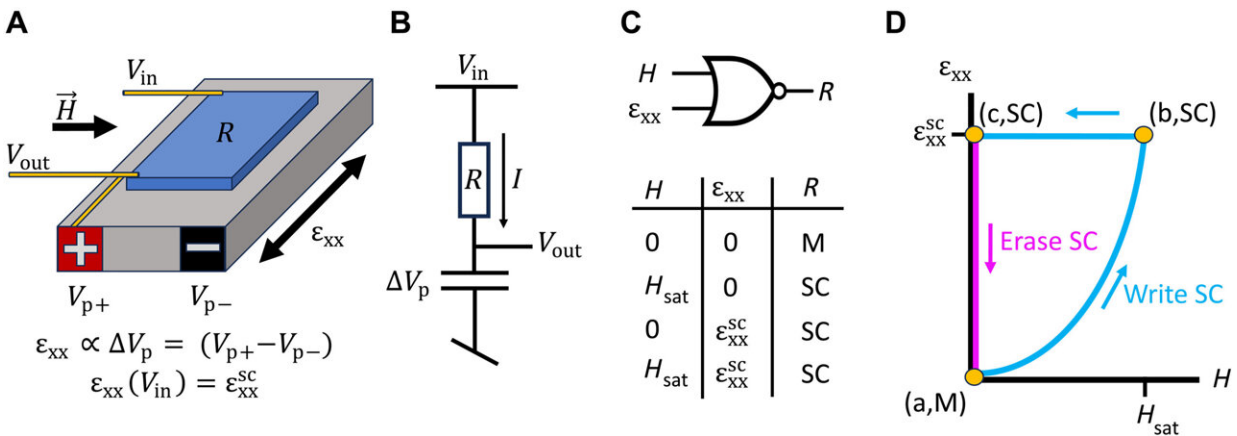 A
V_in
H⃗
R
V_out
ε_xx
+
−
V_p+
V_p−
ε_xx ∝ ΔV_p = (V_p+−V_p−)
ε_xx(V_in) = ε_xx^sc
B
V_in
R
I
V_out
ΔV_p
C
H
ε_xx
R
H ε_xx R
0 0 M
H_sat 0 SC
0 ε_xx^sc SC
H_sat ε_xx^sc SC
D
ε_xx
(c,SC)
(b,SC)
ε_xx^sc
Erase SC
Write SC
(a,M)
H
H_sat